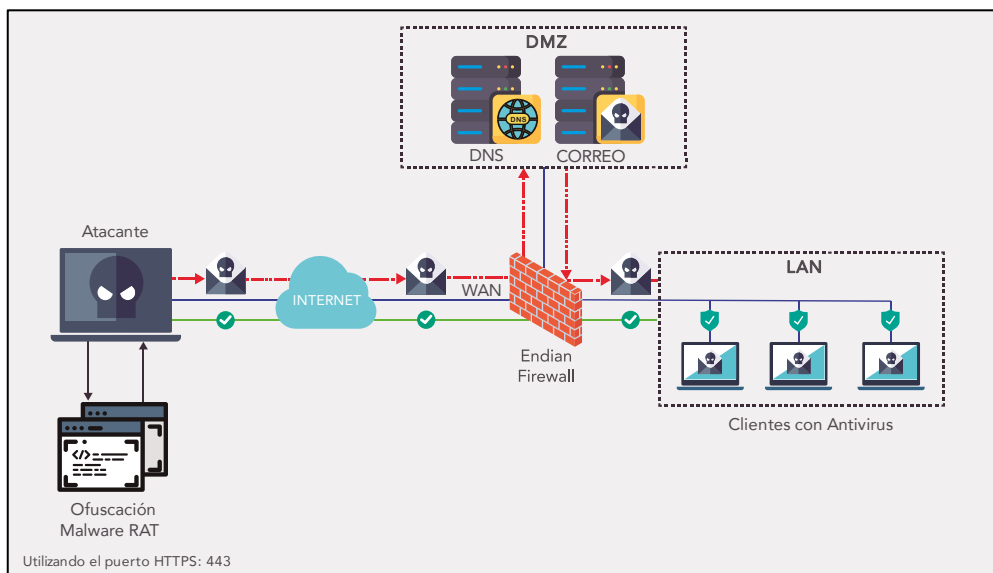 DMZ
DNS
DNS
CORREO
Atacante
INTERNET
WAN
LAN
Endian
Firewall
Clientes con Antivirus
</>
Ofuscación
Malware RAT
Utilizando el puerto HTTPS: 443